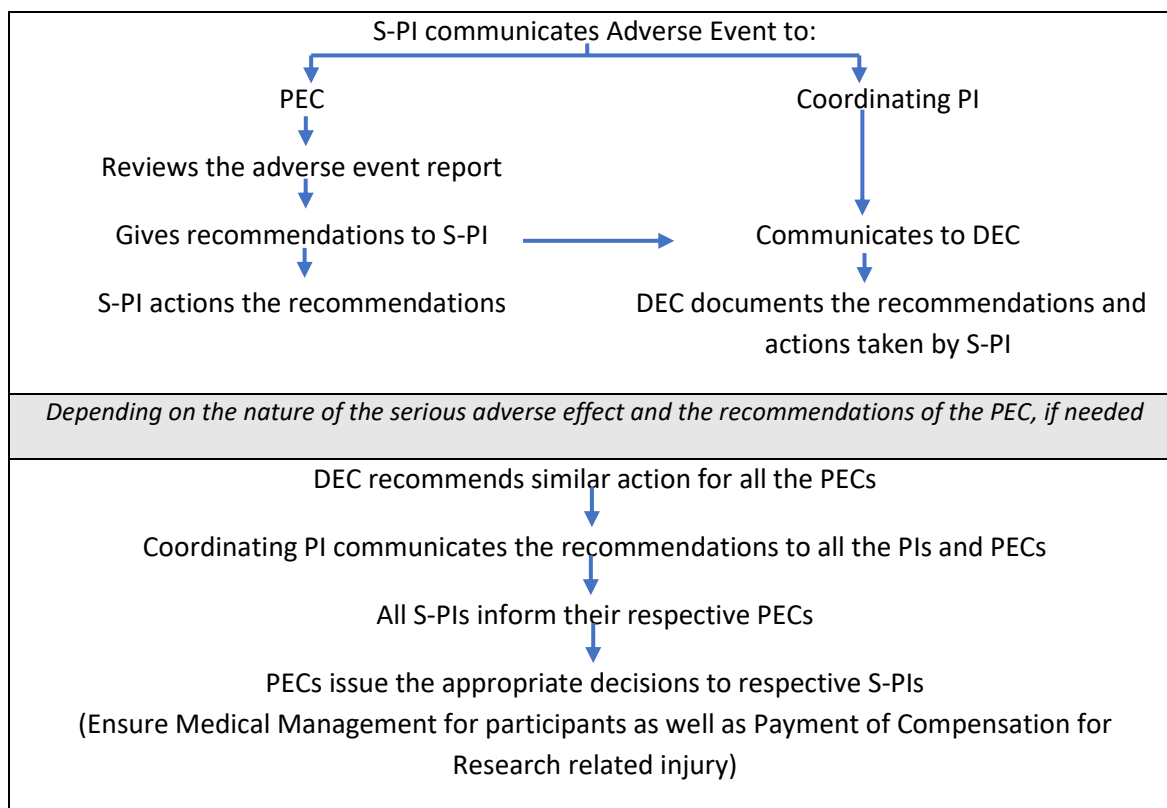 S-PI communicates Adverse Event to:
PEC
Coordinating PI
Reviews the adverse event report
Gives recommendations to S-PI
Communicates to DEC
S-PI actions the recommendations
DEC documents the recommendations and
actions taken by S-PI
Depending on the nature of the serious adverse effect and the recommendations of the PEC, if needed
DEC recommends similar action for all the PECs
Coordinating PI communicates the recommendations to all the PIs and PECs
All S-PIs inform their respective PECs
PECs issue the appropriate decisions to respective S-PIs
(Ensure Medical Management for participants as well as Payment of Compensation for
Research related injury)